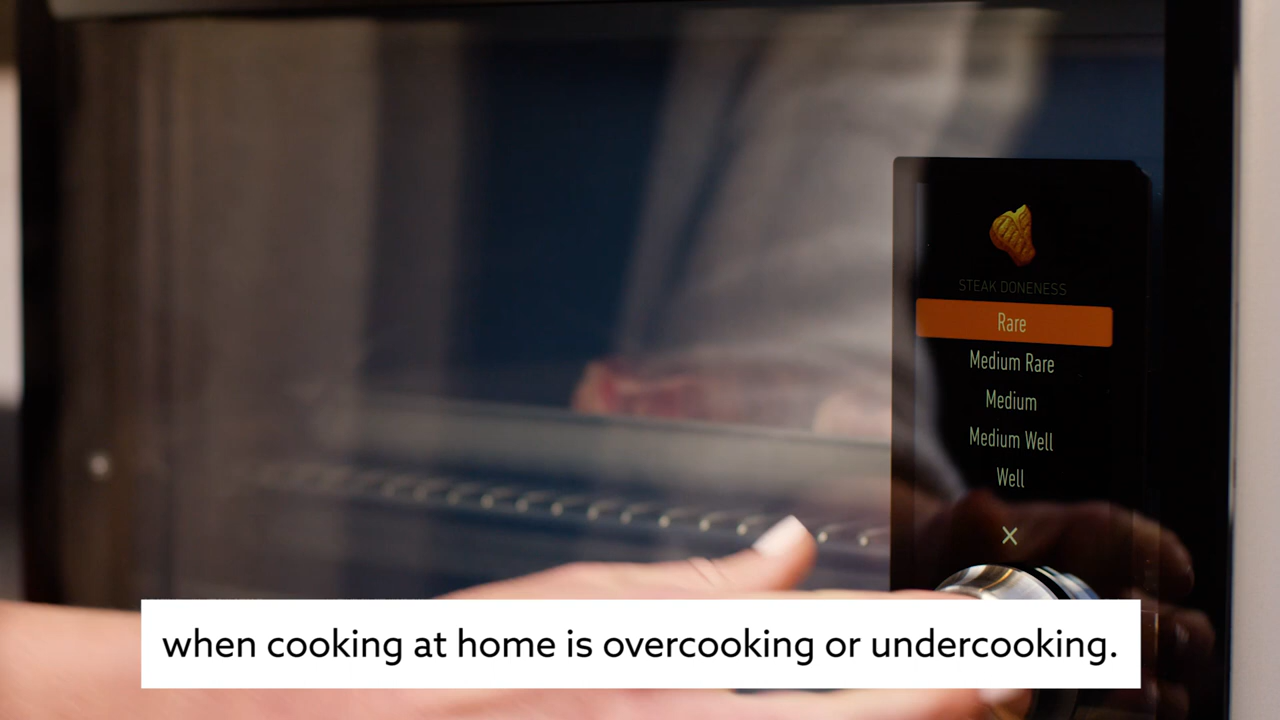 STEAK DONENESS
Rare
Medium Rare
Medium
Medium Well
Well
when cooking at home is overcooking or undercooking.